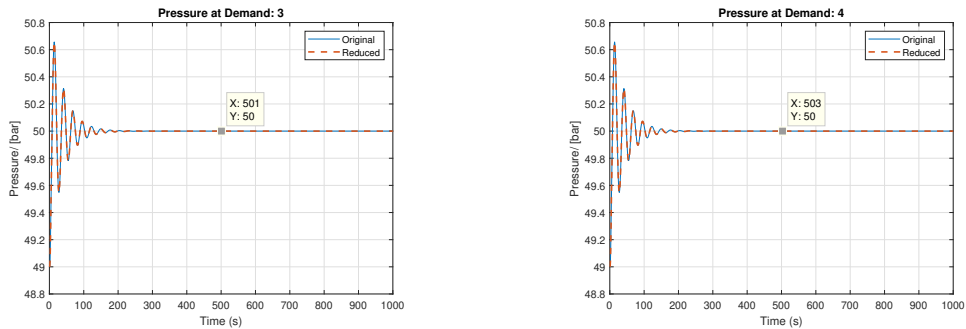 Pressure at Demand: 3
50.8
50.6
50.4
50.2
50
49.8
49.6
49.4
49.2
49
48.8
Pressure/ [bar]
Original
Reduced
X: 501
Y: 50
0 100 200 300 400 500 600 700 800 900 1000
Time (s)
Pressure at Demand: 4
50.8
50.6
50.4
50.2
50
49.8
49.6
49.4
49.2
49
48.8
Pressure/ [bar]
Original
Reduced
X: 503
Y: 50
0 100 200 300 400 500 600 700 800 900 1000
Time (s)